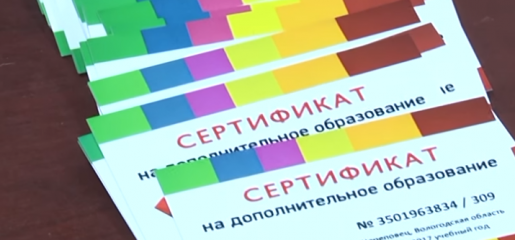 СЕРТИФИКАТ
на дополнительное образование
СЕРТИФИКАТ
на дополнительное образование
№ 3501963834 / 309
Вологодская область
учебный год